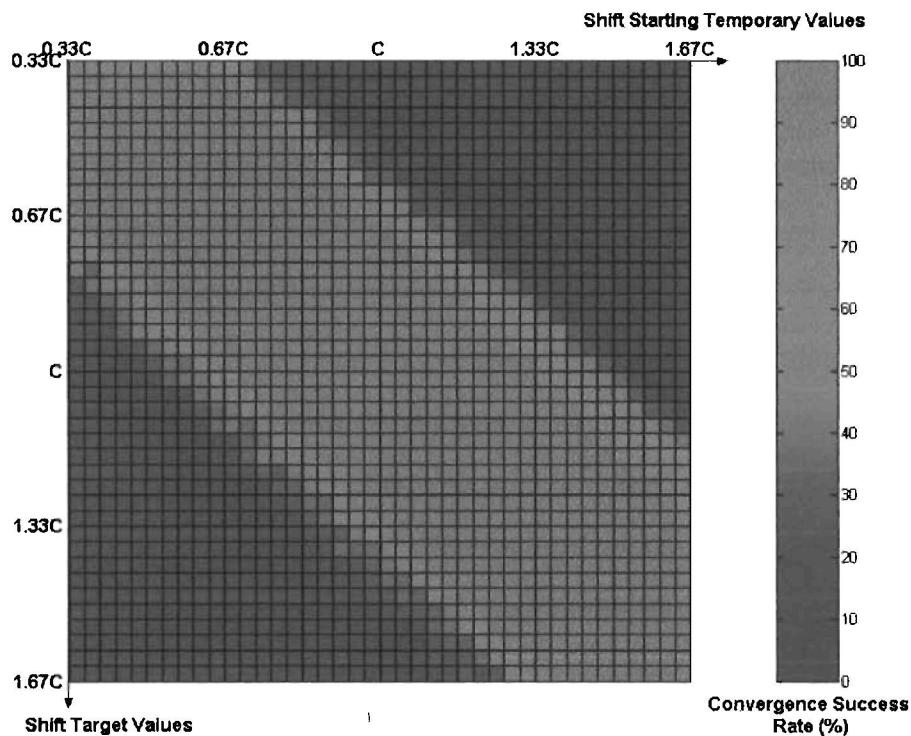 Shift Starting Temporary Values
0.33C 0.67C C 1.33C 1.67C
0.33C
0.67C
C
1.33C
1.67C
Shift Target Values
100
90
80
70
60
50
40
30
20
10
0
Convergence Success
Rate (%)